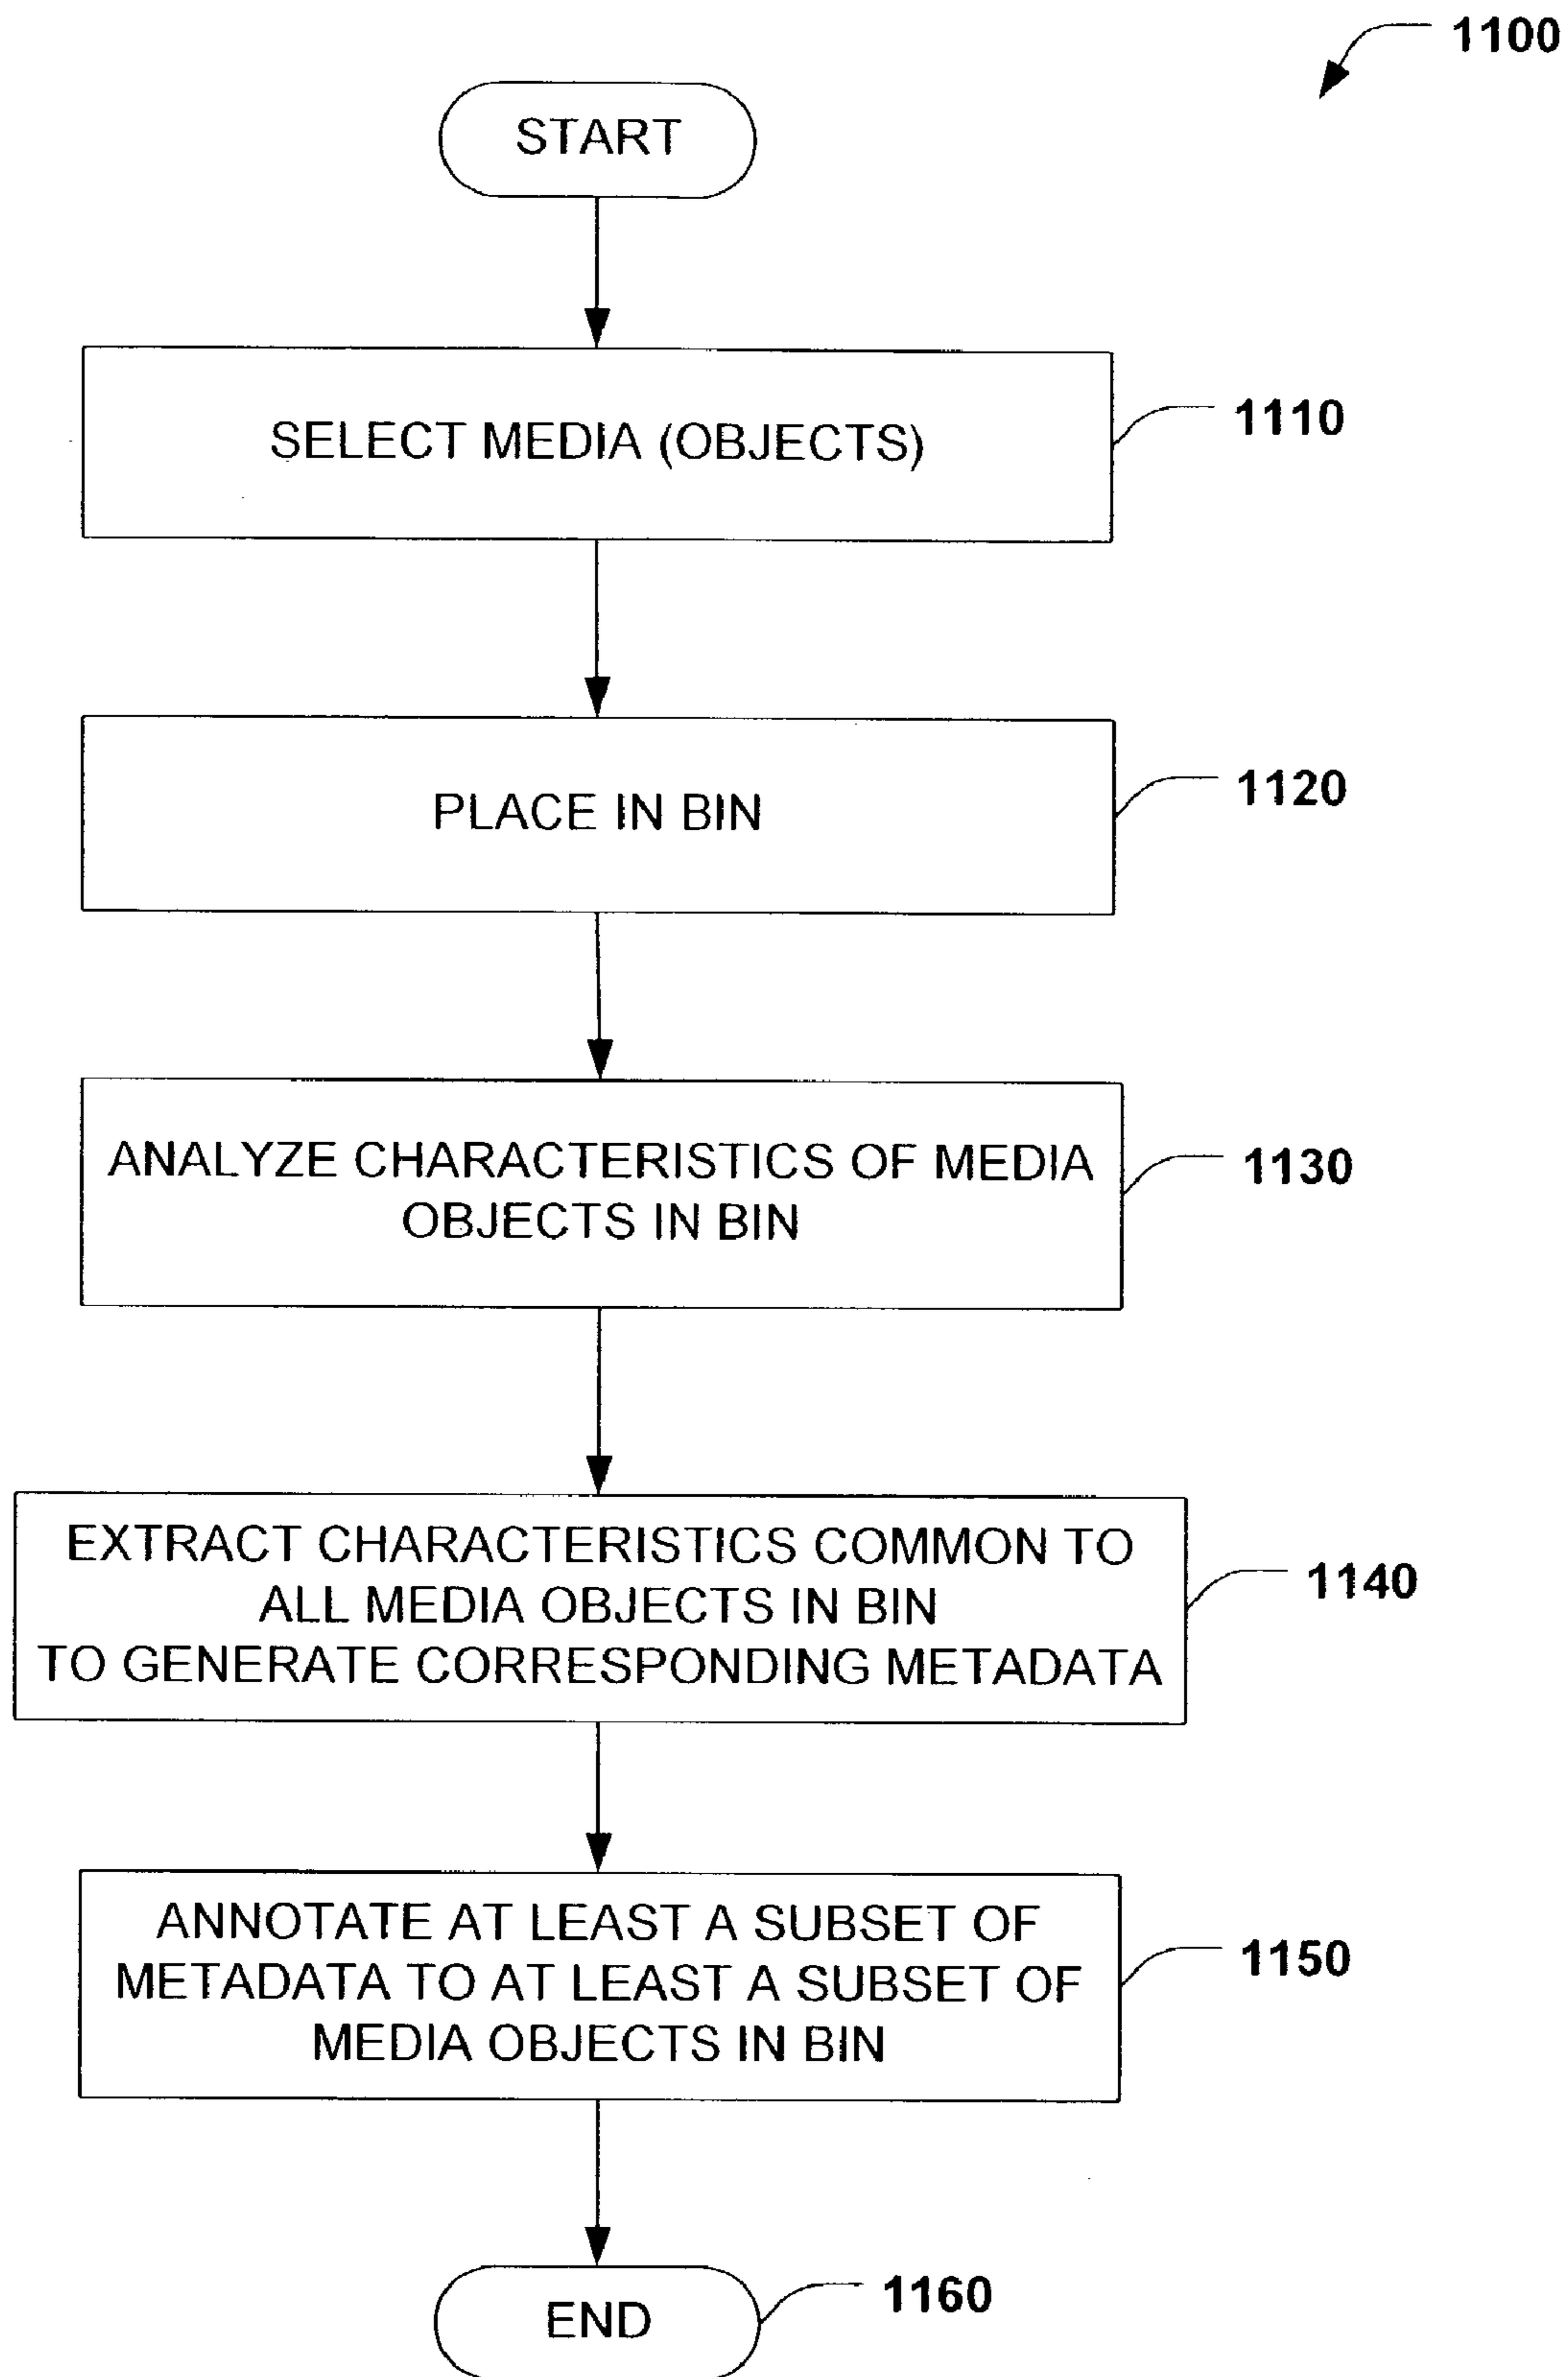 1100
START
SELECT MEDIA (OBJECTS)
1110
PLACE IN BIN
1120
ANALYZE CHARACTERISTICS OF MEDIA
OBJECTS IN BIN
1130
EXTRACT CHARACTERISTICS COMMON TO
ALL MEDIA OBJECTS IN BIN
TO GENERATE CORRESPONDING METADATA
1140
ANNOTATE AT LEAST A SUBSET OF
METADATA TO AT LEAST A SUBSET OF
MEDIA OBJECTS IN BIN
1150
END
1160